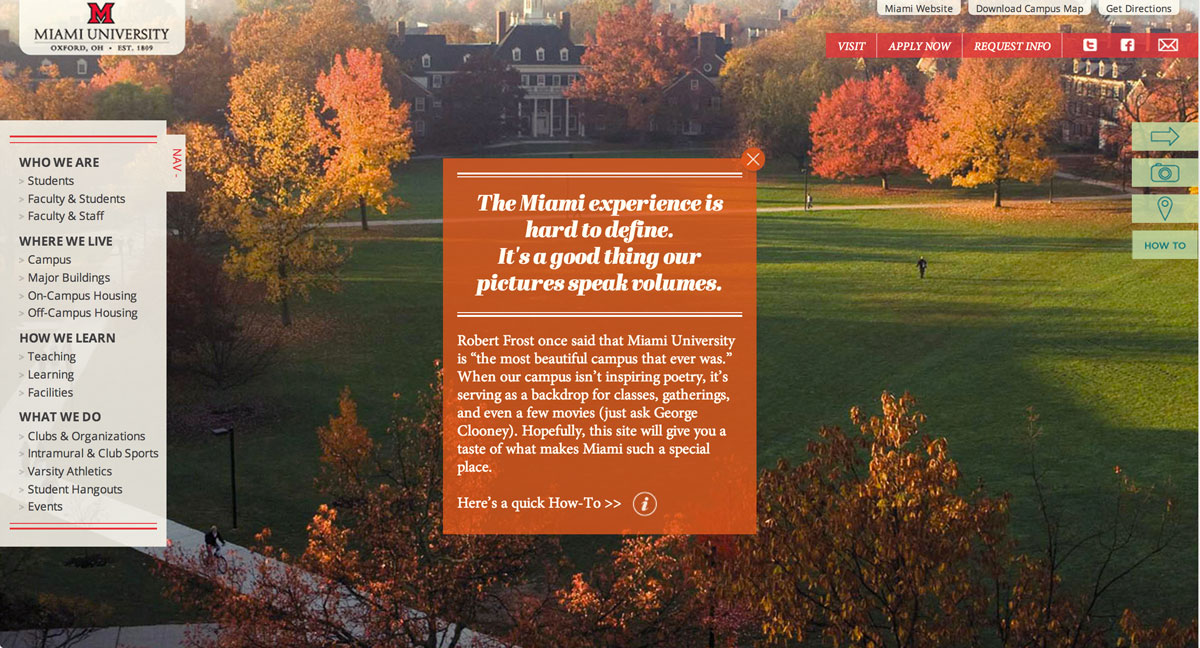 M
MIAMI UNIVERSITY
OXFORD, OH • EST. 1809
Miami Website
Download Campus Map
Get Directions
VISIT
APPLY NOW
REQUEST INFO
NAV -
WHO WE ARE
> Students
> Faculty & Students
> Faculty & Staff
WHERE WE LIVE
> Campus
> Major Buildings
> On-Campus Housing
> Off-Campus Housing
HOW WE LEARN
> Teaching
> Learning
> Facilities
WHAT WE DO
> Clubs & Organizations
> Intramural & Club Sports
> Varsity Athletics
> Student Hangouts
> Events
The Miami experience is
hard to define.
It's a good thing our
pictures speak volumes.
Robert Frost once said that Miami University
is “the most beautiful campus that ever was.”
When our campus isn’t inspiring poetry, it’s
serving as a backdrop for classes, gatherings,
and even a few movies (just ask George
Clooney). Hopefully, this site will give you a
taste of what makes Miami such a special
place.
Here’s a quick How-To >> i
HOW TO